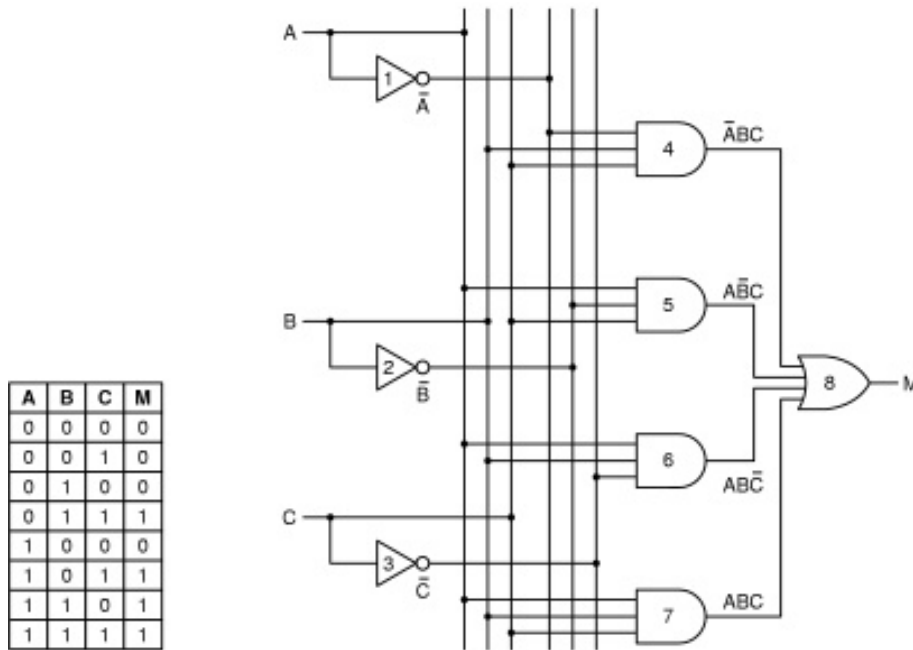 A
1
A̅
4
A̅BC
5
AB̅C
B
2
B̅
8
M
6
ABC̅
C
3
C̅
7
ABC
A B C M
0 0 0 0
0 0 1 0
0 1 0 0
0 1 1 1
1 0 0 0
1 0 1 1
1 1 0 1
1 1 1 1